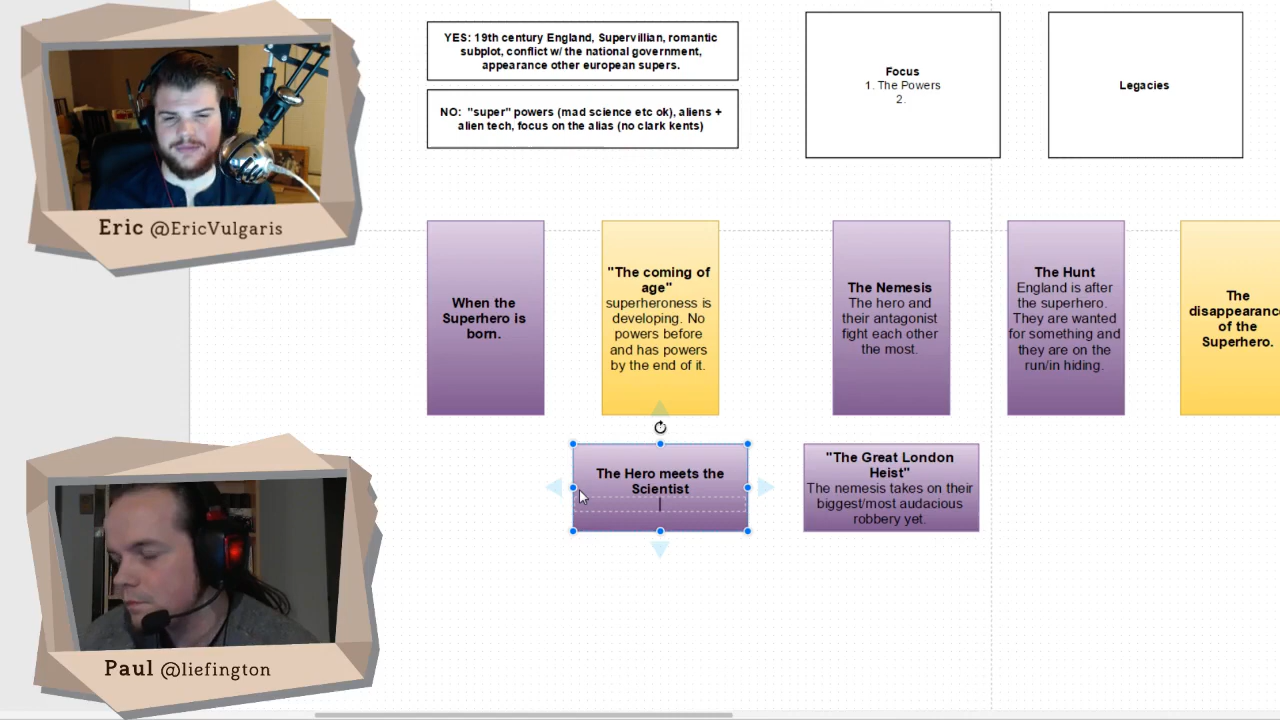 YES: 19th century England, Supervillian, romantic
subplot, conflict w/ the national government,
appearance other european supers.
NO: "super" powers (mad science etc ok), aliens +
alien tech, focus on the alias (no clark kents)
Focus
1. The Powers
2.
Legacies
Eric @EricVulgaris
When the
Superhero is
born.
"The coming of
age"
superheroness is
developing. No
powers before
and has powers
by the end of it.
The Nemesis
The hero and
their antagonist
fight each other
the most.
The Hunt
England is after
the superhero.
They are wanted
for something and
they are on the
run/in hiding.
The
disappearanc
of the
Superhero.
The Hero meets the
Scientist
"The Great London
Heist"
The nemesis takes on their
biggest/most audacious
robbery yet.
Paul @liefington